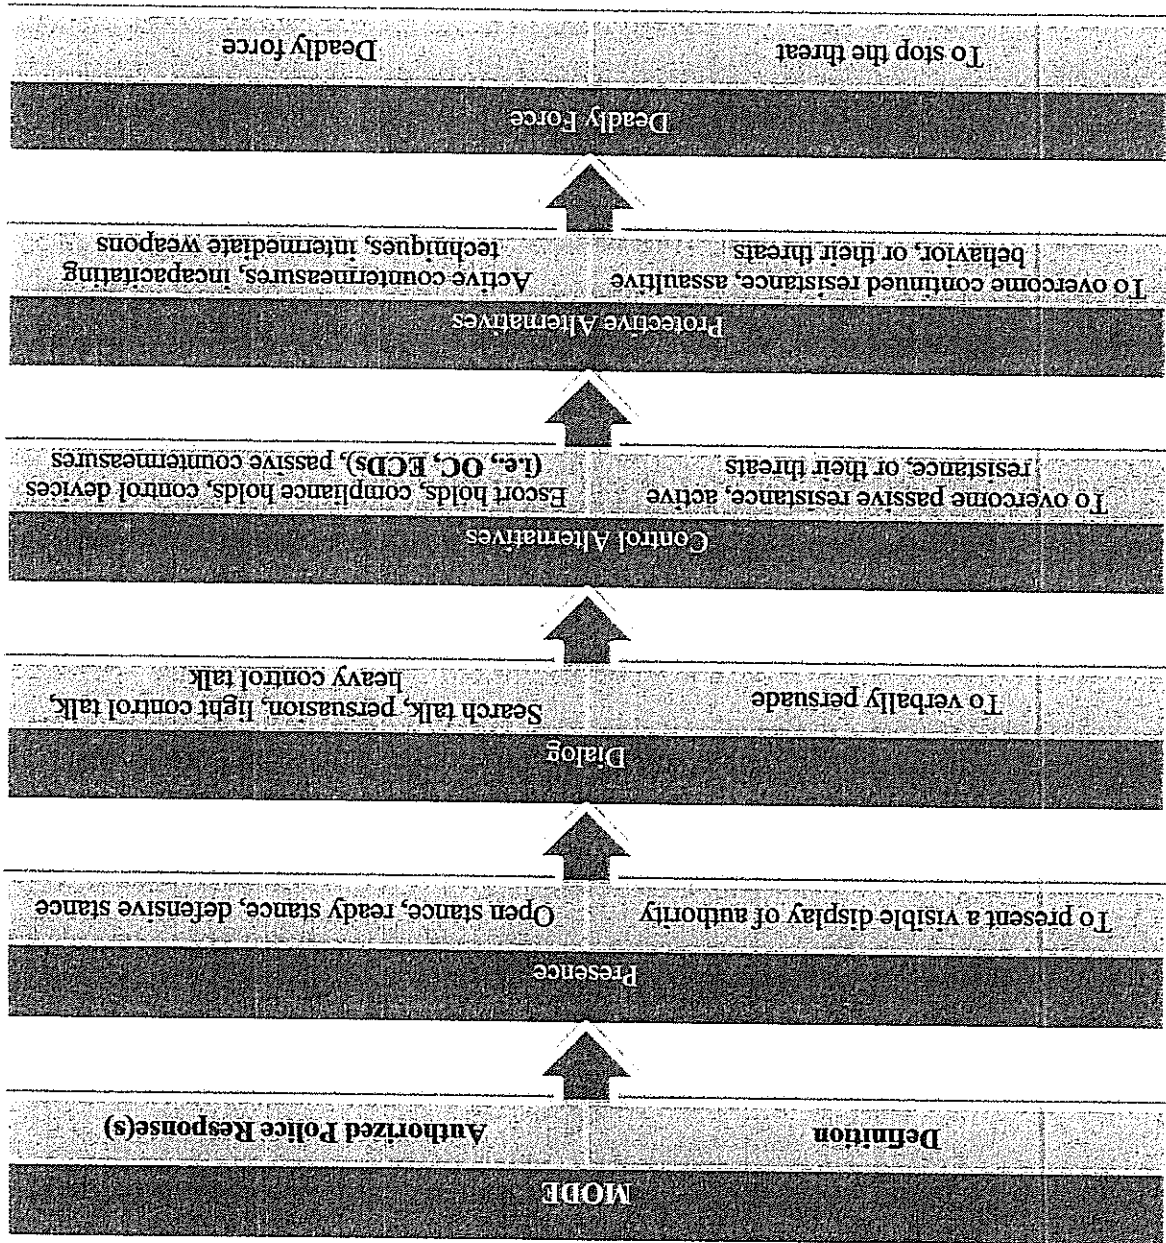 MODE
Definition
Authorized Police Response(s)
Presence
To present a visible display of authority
Open stance, ready stance, defensive stance
Dialog
To verbally persuade
Search talk, persuasion, light control talk,
heavy control talk
Control Alternatives
To overcome passive resistance, active
resistance, or their threats
Escort holds, compliance holds, control devices
(i.e., OC, ECDs), passive countermeasures
Protective Alternatives
To overcome continued resistance, assaultive
behavior, or their threats
Active countermeasures, incapacitating
techniques, intermediate weapons
Deadly Force
To stop the threat
Deadly force